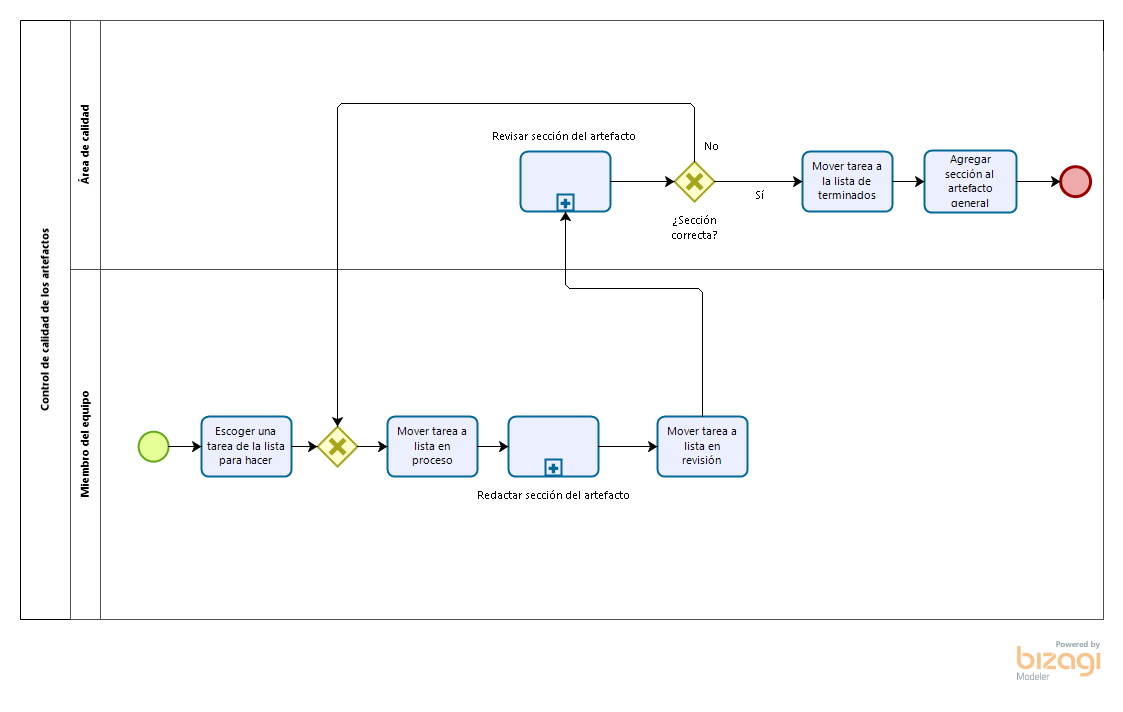 Control de calidad de los artefactos
Área de calidad
Revisar sección del artefacto
No
¿Sección
correcta?
Sí
Mover tarea a
la lista de
terminados
Agregar
sección al
artefacto
general
Miembro del equipo
Escoger una
tarea de la lista
para hacer
Mover tarea a
lista en
proceso
Redactar sección del artefacto
Mover tarea a
lista en
revisión
Powered by
bizagi
Modeler